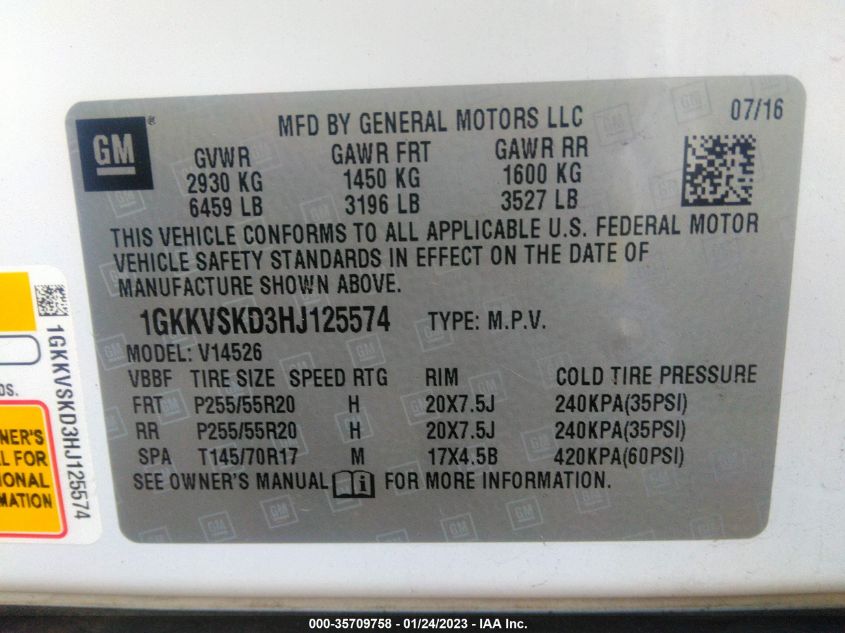 GM
®
MFD BY GENERAL MOTORS LLC
07/16
GVWR GAWR FRT GAWR RR
2930 KG 1450 KG 1600 KG
6459 LB 3196 LB 3527 LB
THIS VEHICLE CONFORMS TO ALL APPLICABLE U.S. FEDERAL MOTOR
VEHICLE SAFETY STANDARDS IN EFFECT ON THE DATE OF
MANUFACTURE SHOWN ABOVE.
1GKKVSKD3HJ125574 TYPE: M.P.V.
MODEL: V14526
VBBF TIRE SIZE SPEED RTG RIM COLD TIRE PRESSURE
FRT P255/55R20 H 20X7.5J 240KPA(35PSI)
RR P255/55R20 H 20X7.5J 240KPA(35PSI)
SPA T145/70R17 M 17X4.5B 420KPA(60PSI)
SEE OWNER'S MANUAL FOR MORE INFORMATION.
1GKKVSKD3HJ125574
DS.
NER'S
L FOR
IONAL
MATION
000-35709758 - 01/24/2023 - IAA Inc.